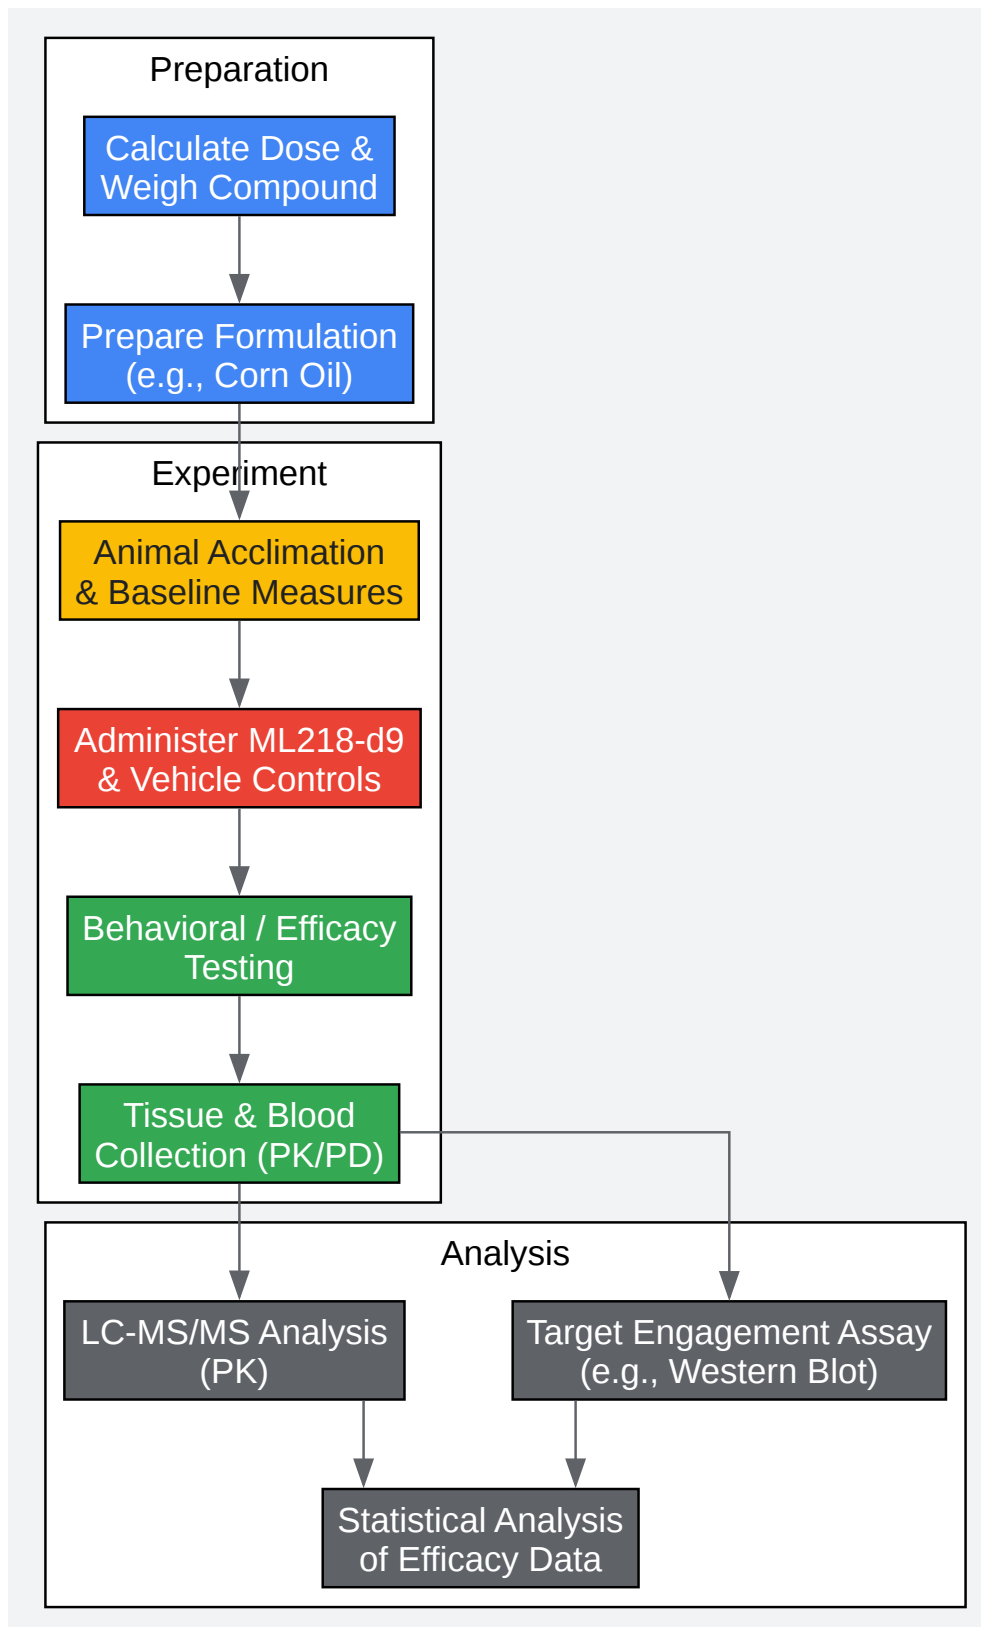 Preparation
Calculate Dose &
Weigh Compound
Prepare Formulation
(e.g., Corn Oil)
Experiment
Animal Acclimation
& Baseline Measures
Administer ML218-d9
& Vehicle Controls
Behavioral / Efficacy
Testing
Tissue & Blood
Collection (PK/PD)
Analysis
LC-MS/MS Analysis
(PK)
Target Engagement Assay
(e.g., Western Blot)
Statistical Analysis
of Efficacy Data